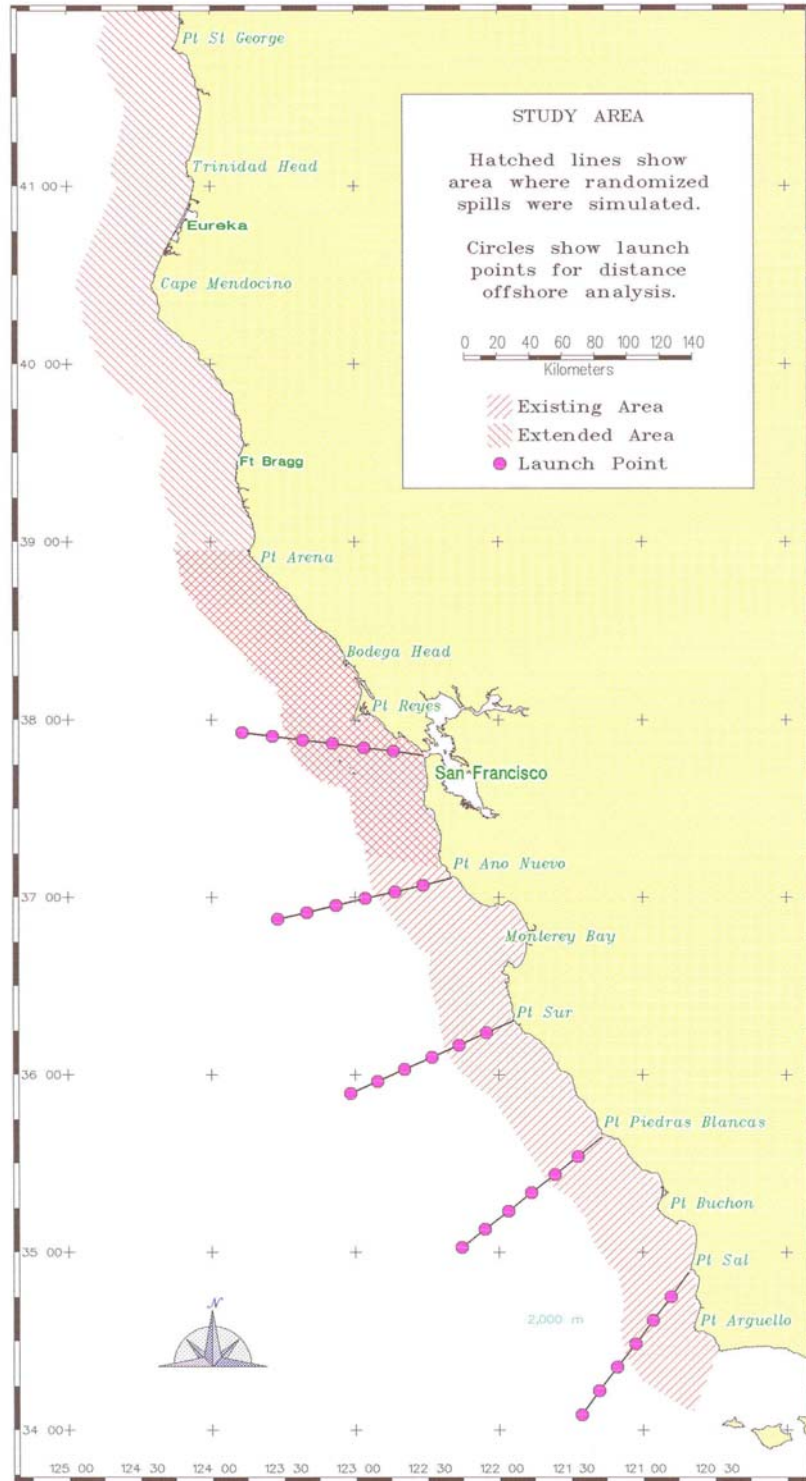 Pt St George
STUDY AREA
Hatched lines show
area where randomized
spills were simulated.
Circles show launch
points for distance
offshore analysis.
0 20 40 60 80 100 120 140
Kilometers
Existing Area
Extended Area
Launch Point
Trinidad Head
41 00
Eureka
Cape Mendocino
40 00
Ft Bragg
39 00
Pt Arena
Bodega Head
Pt Reyes
38 00
San Francisco
Pt Ano Nuevo
37 00
Monterey Bay
Pt Sur
36 00
Pt Piedras Blancas
Pt Buchon
35 00
Pt Sal
N
2,000 m
Pt Arguello
34 00
125 00 124 30 124 00 123 30 123 00 122 30 122 00 121 30 121 00 120 30